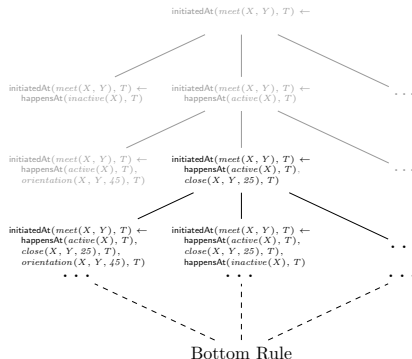 initiatedAt(meet(X, Y), T) ←
initiatedAt(meet(X, Y), T) ←
happensAt(inactive(X), T)
initiatedAt(meet(X, Y), T) ←
happensAt(active(X), T)
...
initiatedAt(meet(X, Y), T) ←
happensAt(active(X), T),
orientation(X, Y, 45), T)
initiatedAt(meet(X, Y), T) ←
happensAt(active(X), T).
close(X, Y, 25), T)
...
initiatedAt(meet(X, Y), T) ←
happensAt(active(X), T),
close(X, Y, 25), T),
orientation(X, Y, 45), T)
...
initiatedAt(meet(X, Y), T) ←
happensAt(active(X), T),
close(X, Y, 25), T),
happensAt(inactive(X), T)
...
...
...
Bottom Rule